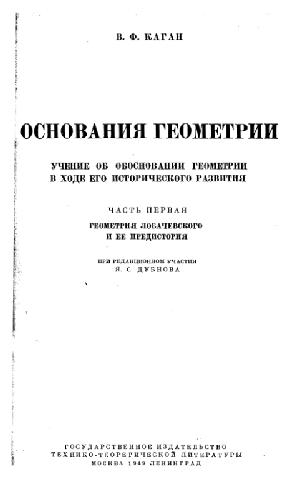 В. Ф. КАГАН
ОСНОВАНИЯ ГЕОМЕТРИИ
УЧЕНИЕ ОБ ОБОСНОВАНИИ ГЕОМЕТРИИ
В ХОДЕ ЕГО ИСТОРИЧЕСКОГО РАЗВИТИЯ
ЧАСТЬ ПЕРВАЯ
ГЕОМЕТРИЯ ЛОБАЧЕВСКОГО
И ЕЕ ПРЕДИСТОРИЯ
ПРИ РЕДАКЦИОННОМ УЧАСТИИ
Я. С. ДУБНОВА
ГОСУДАРСТВЕННОЕ ИЗДАТЕЛЬСТВО
ТЕХНИКО-ТЕОРЕТИЧЕСКОЙ ЛИТЕРАТУРЫ
МОСКВА 1949 ЛЕНИНГРАД